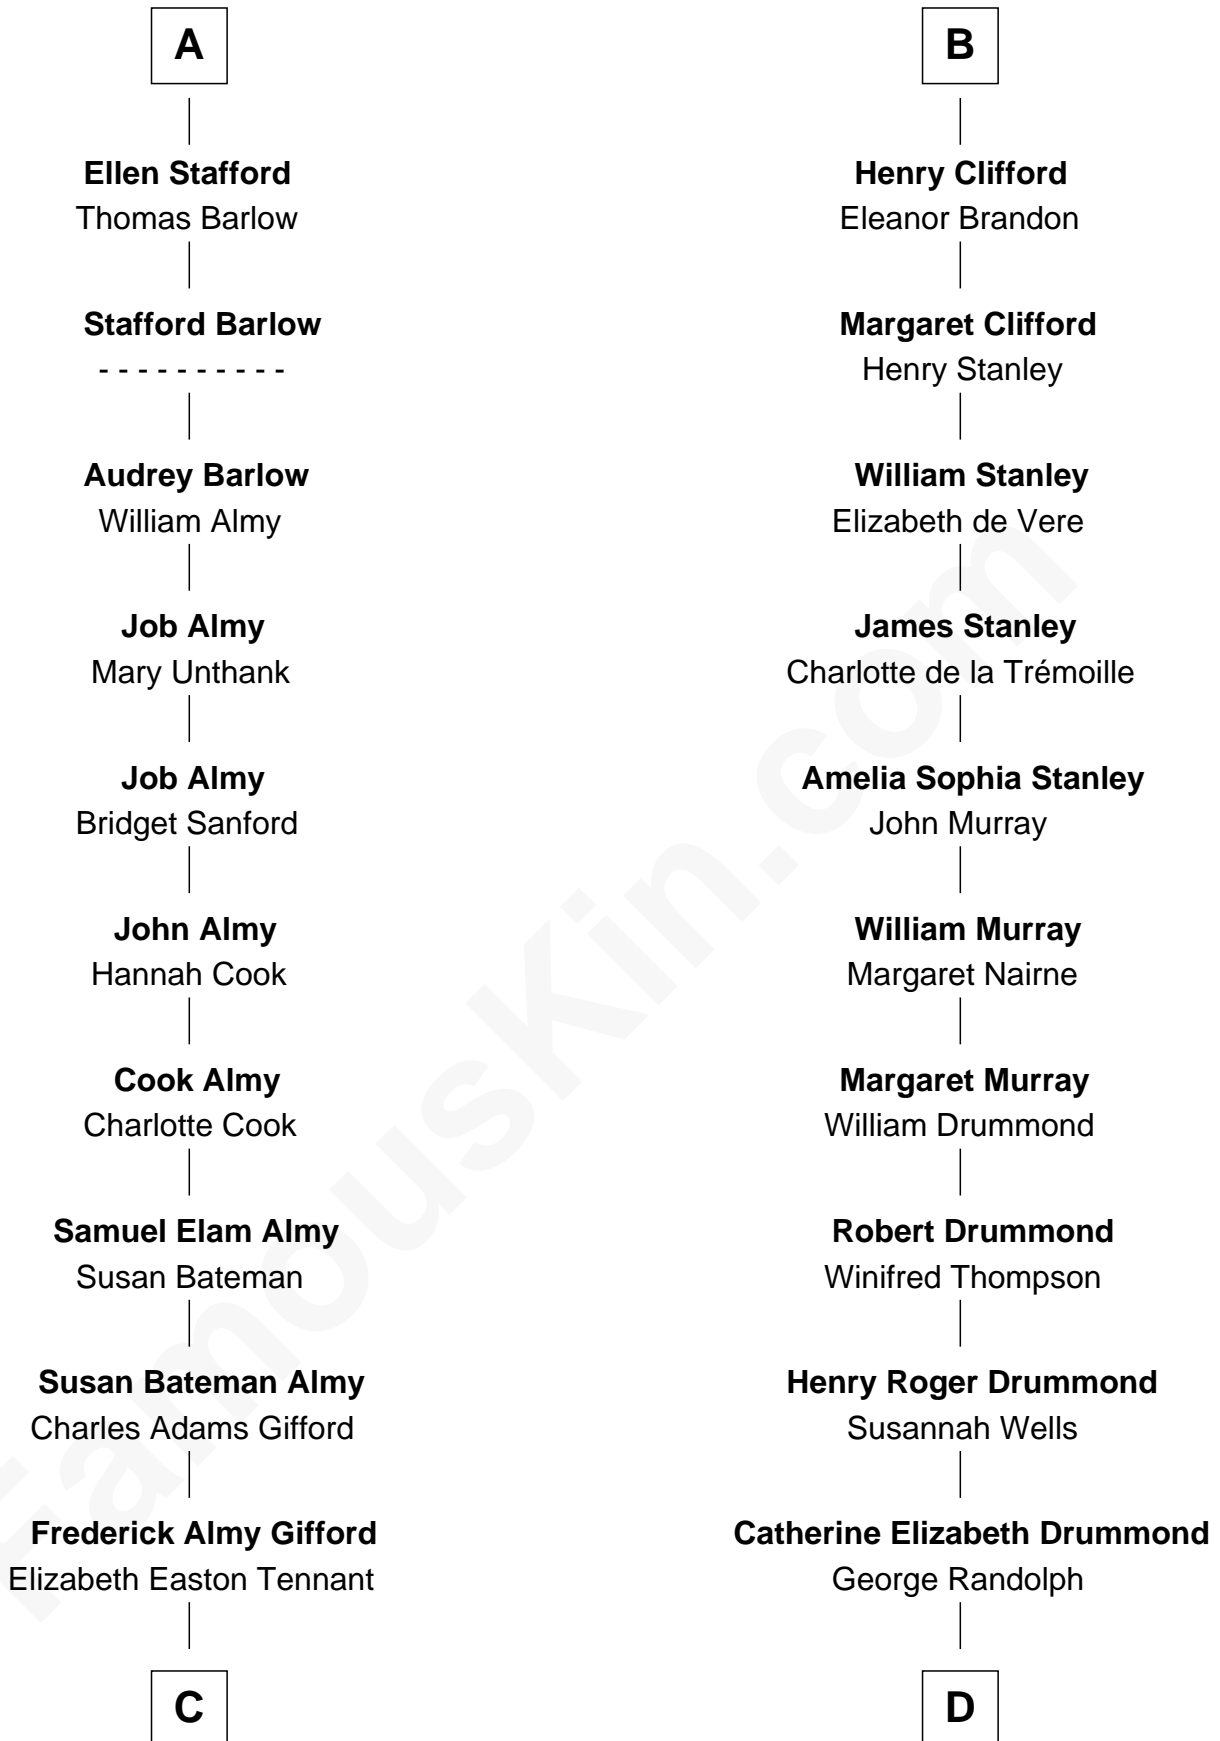 A
Ellen Stafford
Thomas Barlow
Stafford Barlow
- - - - - - - - - -
Audrey Barlow
William Almy
Job Almy
Mary Unthank
Job Almy
Bridget Sanford
John Almy
Hannah Cook
Cook Almy
Charlotte Cook
Samuel Elam Almy
Susan Bateman
Susan Bateman Almy
Charles Adams Gifford
Frederick Almy Gifford
Elizabeth Easton Tennant
C
B
Henry Clifford
Eleanor Brandon
Margaret Clifford
Henry Stanley
William Stanley
Elizabeth de Vere
James Stanley
Charlotte de la Trémoille
Amelia Sophia Stanley
John Murray
William Murray
Margaret Nairne
Margaret Murray
William Drummond
Robert Drummond
Winifred Thompson
Henry Roger Drummond
Susannah Wells
Catherine Elizabeth Drummond
George Randolph
D
FamousKin.com